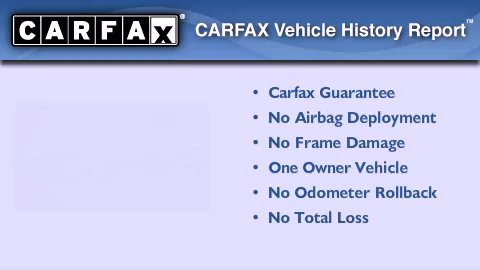 CARFAX® CARFAX Vehicle History Report™
• Carfax Guarantee
• No Airbag Deployment
• No Frame Damage
• One Owner Vehicle
• No Odometer Rollback
• No Total Loss